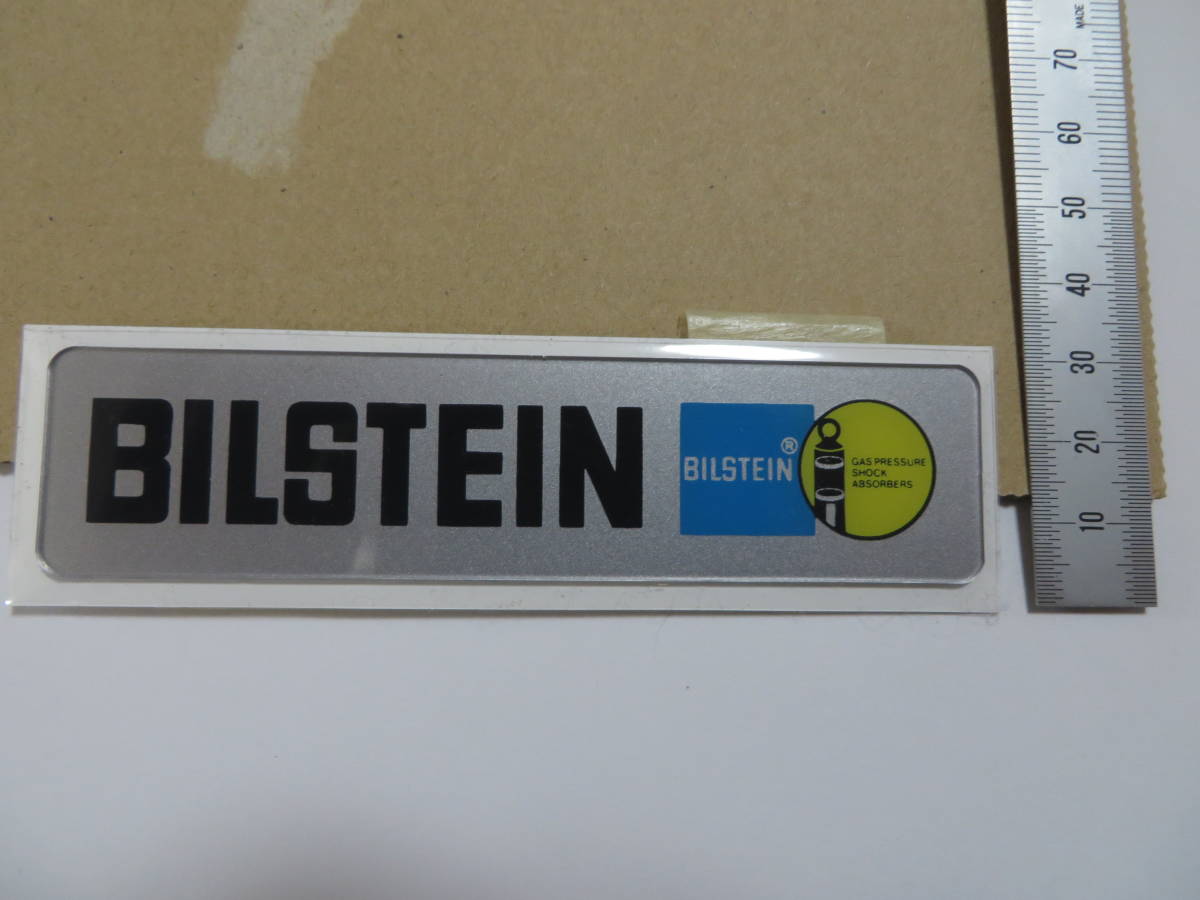 BILSTEIN
BILSTEIN®
GAS PRESSURE
SHOCK
ABSORBERS
MADE
70
60
50
40
30
20
10